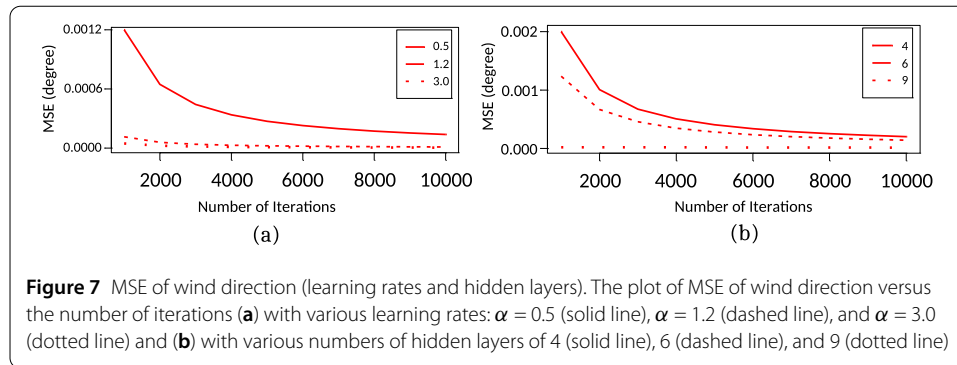 0.0012
0.0006
0.0000
MSE (degree)
0.5
1.2
3.0
2000 4000 6000 8000 10000
Number of Iterations
(a)
0.002
0.001
0.000
MSE (degree)
4
6
9
2000 4000 6000 8000 10000
Number of Iterations
(b)
Figure 7 MSE of wind direction (learning rates and hidden layers). The plot of MSE of wind direction versus
the number of iterations (a) with various learning rates: α = 0.5 (solid line), α = 1.2 (dashed line), and α = 3.0
(dotted line) and (b) with various numbers of hidden layers of 4 (solid line), 6 (dashed line), and 9 (dotted line)